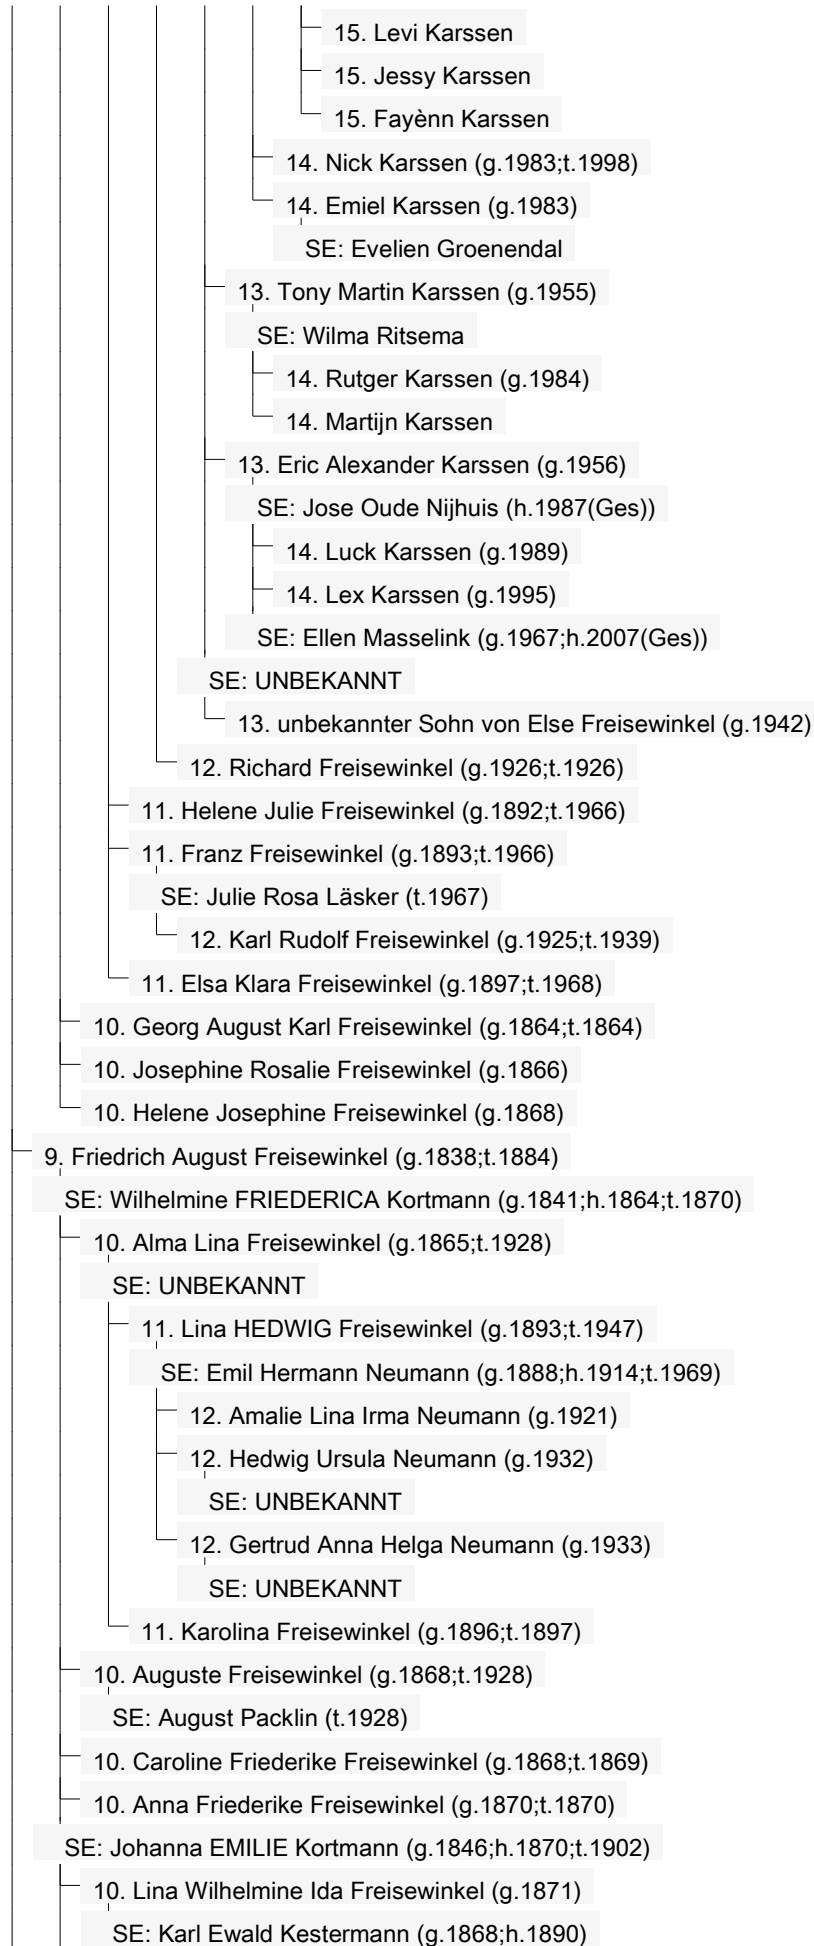 15. Levi Karssen
15. Jessy Karssen
15. Fayènn Karssen
14. Nick Karssen (g.1983;t.1998)
14. Emiel Karssen (g.1983)
SE: Evelien Groenendal
13. Tony Martin Karssen (g.1955)
SE: Wilma Ritsema
14. Rutger Karssen (g.1984)
14. Martijn Karssen
13. Eric Alexander Karssen (g.1956)
SE: Jose Oude Nijhuis (h.1987(Ges))
14. Luck Karssen (g.1989)
14. Lex Karssen (g.1995)
SE: Ellen Masselink (g.1967;h.2007(Ges))
SE: UNBEKANNT
13. unbekannter Sohn von Else Freisewinkel (g.1942)
12. Richard Freisewinkel (g.1926;t.1926)
11. Helene Julie Freisewinkel (g.1892;t.1966)
11. Franz Freisewinkel (g.1893;t.1966)
SE: Julie Rosa Läsker (t.1967)
12. Karl Rudolf Freisewinkel (g.1925;t.1939)
11. Elsa Klara Freisewinkel (g.1897;t.1968)
10. Georg August Karl Freisewinkel (g.1864;t.1864)
10. Josephine Rosalie Freisewinkel (g.1866)
10. Helene Josephine Freisewinkel (g.1868)
9. Friedrich August Freisewinkel (g.1838;t.1884)
SE: Wilhelmine FRIEDERICA Kortmann (g.1841;h.1864;t.1870)
10. Alma Lina Freisewinkel (g.1865;t.1928)
SE: UNBEKANNT
11. Lina HEDWIG Freisewinkel (g.1893;t.1947)
SE: Emil Hermann Neumann (g.1888;h.1914;t.1969)
12. Amalie Lina Irma Neumann (g.1921)
12. Hedwig Ursula Neumann (g.1932)
SE: UNBEKANNT
12. Gertrud Anna Helga Neumann (g.1933)
SE: UNBEKANNT
11. Karolina Freisewinkel (g.1896;t.1897)
10. Auguste Freisewinkel (g.1868;t.1928)
SE: August Packlin (t.1928)
10. Caroline Friederike Freisewinkel (g.1868;t.1869)
10. Anna Friederike Freisewinkel (g.1870;t.1870)
SE: Johanna EMILIE Kortmann (g.1846;h.1870;t.1902)
10. Lina Wilhelmine Ida Freisewinkel (g.1871)
SE: Karl Ewald Kestermann (g.1868;h.1890)